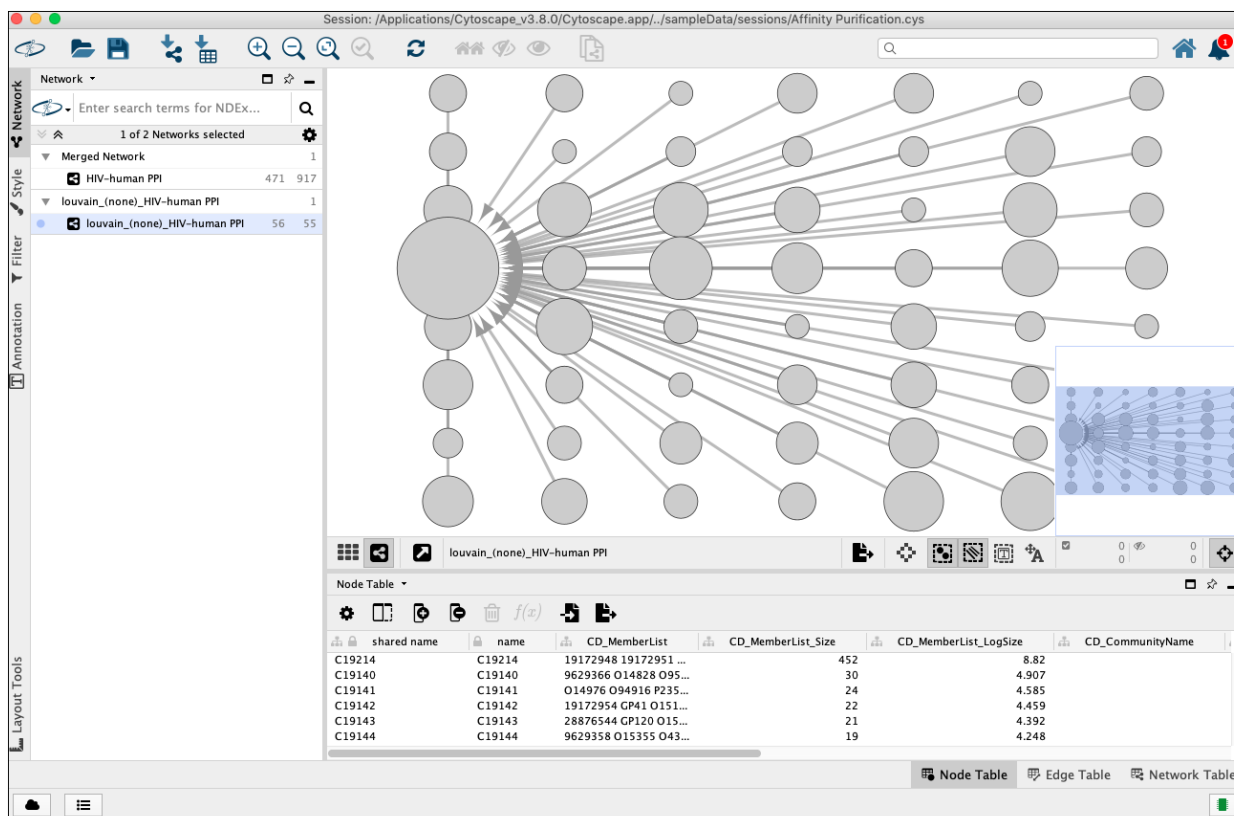 Session: /Applications/Cytoscape_v3.8.0/Cytoscape.app/../sampleData/sessions/Affinity Purification.cys
1
Network
Style
Filter
Annotation
Layout Tools
Network
Enter search terms for NDEx...
1 of 2 Networks selected
Merged Network 1
HIV-human PPI 471 917
louvain_(none)_HIV-human PPI 1
louvain_(none)_HIV-human PPI 56 55
louvain_(none)_HIV-human PPI
T
A
0 0
0 0
Node Table
f(x)
shared name name CD_MemberList CD_MemberList_Size CD_MemberList_LogSize CD_CommunityName
C19214 C19214 19172948 19172951 ... 452 8.82
C19140 C19140 9629366 O14828 O95... 30 4.907
C19141 C19141 O14976 O94916 P235... 24 4.585
C19142 C19142 19172954 GP41 O151... 22 4.459
C19143 C19143 28876544 GP120 O15... 21 4.392
C19144 C19144 9629358 O15355 O43... 19 4.248
Node Table Edge Table Network Table